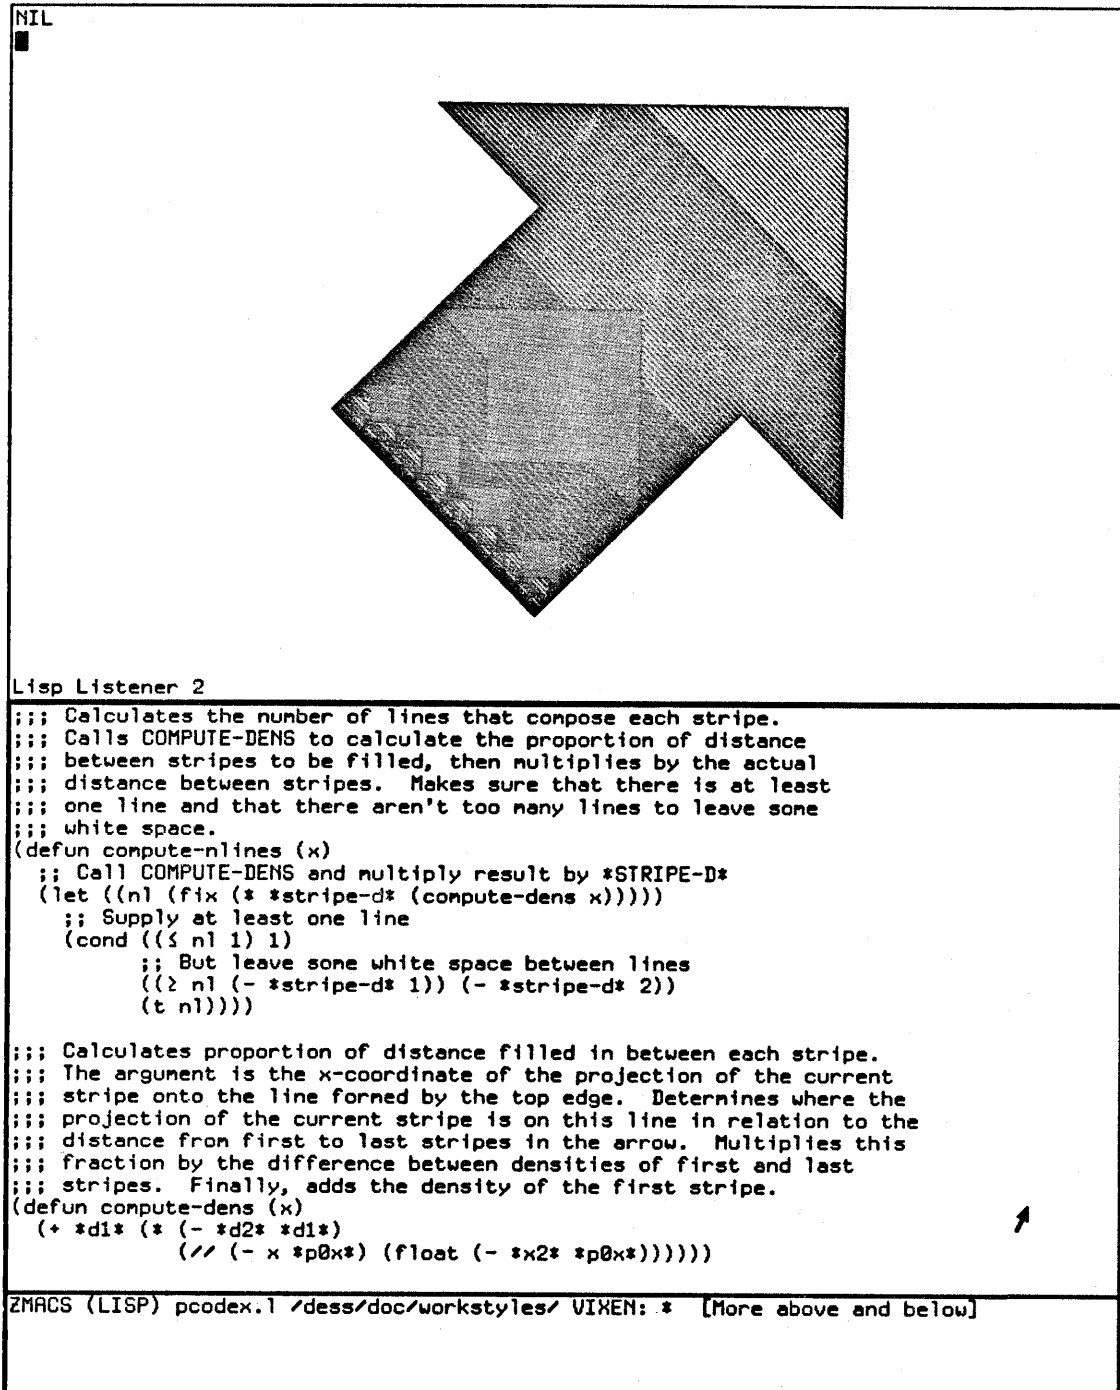 NIL
Lisp Listener 2
;;; Calculates the number of lines that compose each stripe.
;;; Calls COMPUTE-DENS to calculate the proportion of distance
;;; between stripes to be filled, then multiplies by the actual
;;; distance between stripes.  Makes sure that there is at least
;;; one line and that there aren't too many lines to leave some
;;; white space.
(defun compute-nlines (x)
  ;; Call COMPUTE-DENS and multiply result by *STRIPE-D*
  (let ((nl (fix (* *stripe-d* (compute-dens x)))))
    ;; Supply at least one line
    (cond ((≤ nl 1) 1)
          ;; But leave some white space between lines
          ((≥ nl (- *stripe-d* 1)) (- *stripe-d* 2))
          (t nl))))
;;; Calculates proportion of distance filled in between each stripe.
;;; The argument is the x-coordinate of the projection of the current
;;; stripe onto the line formed by the top edge.  Determines where the
;;; projection of the current stripe is on this line in relation to the
;;; distance from first to last stripes in the arrow.  Multiplies this
;;; fraction by the difference between densities of first and last
;;; stripes.  Finally, adds the density of the first stripe.
(defun compute-dens (x)
  (+ *d1* (* (- *d2* *d1*)
             (// (- x *p0x*) (float (- *x2* *p0x*))))))
ZMACS (LISP) pcodex.l /dess/doc/workstyles/ VIXEN: *  [More above and below]